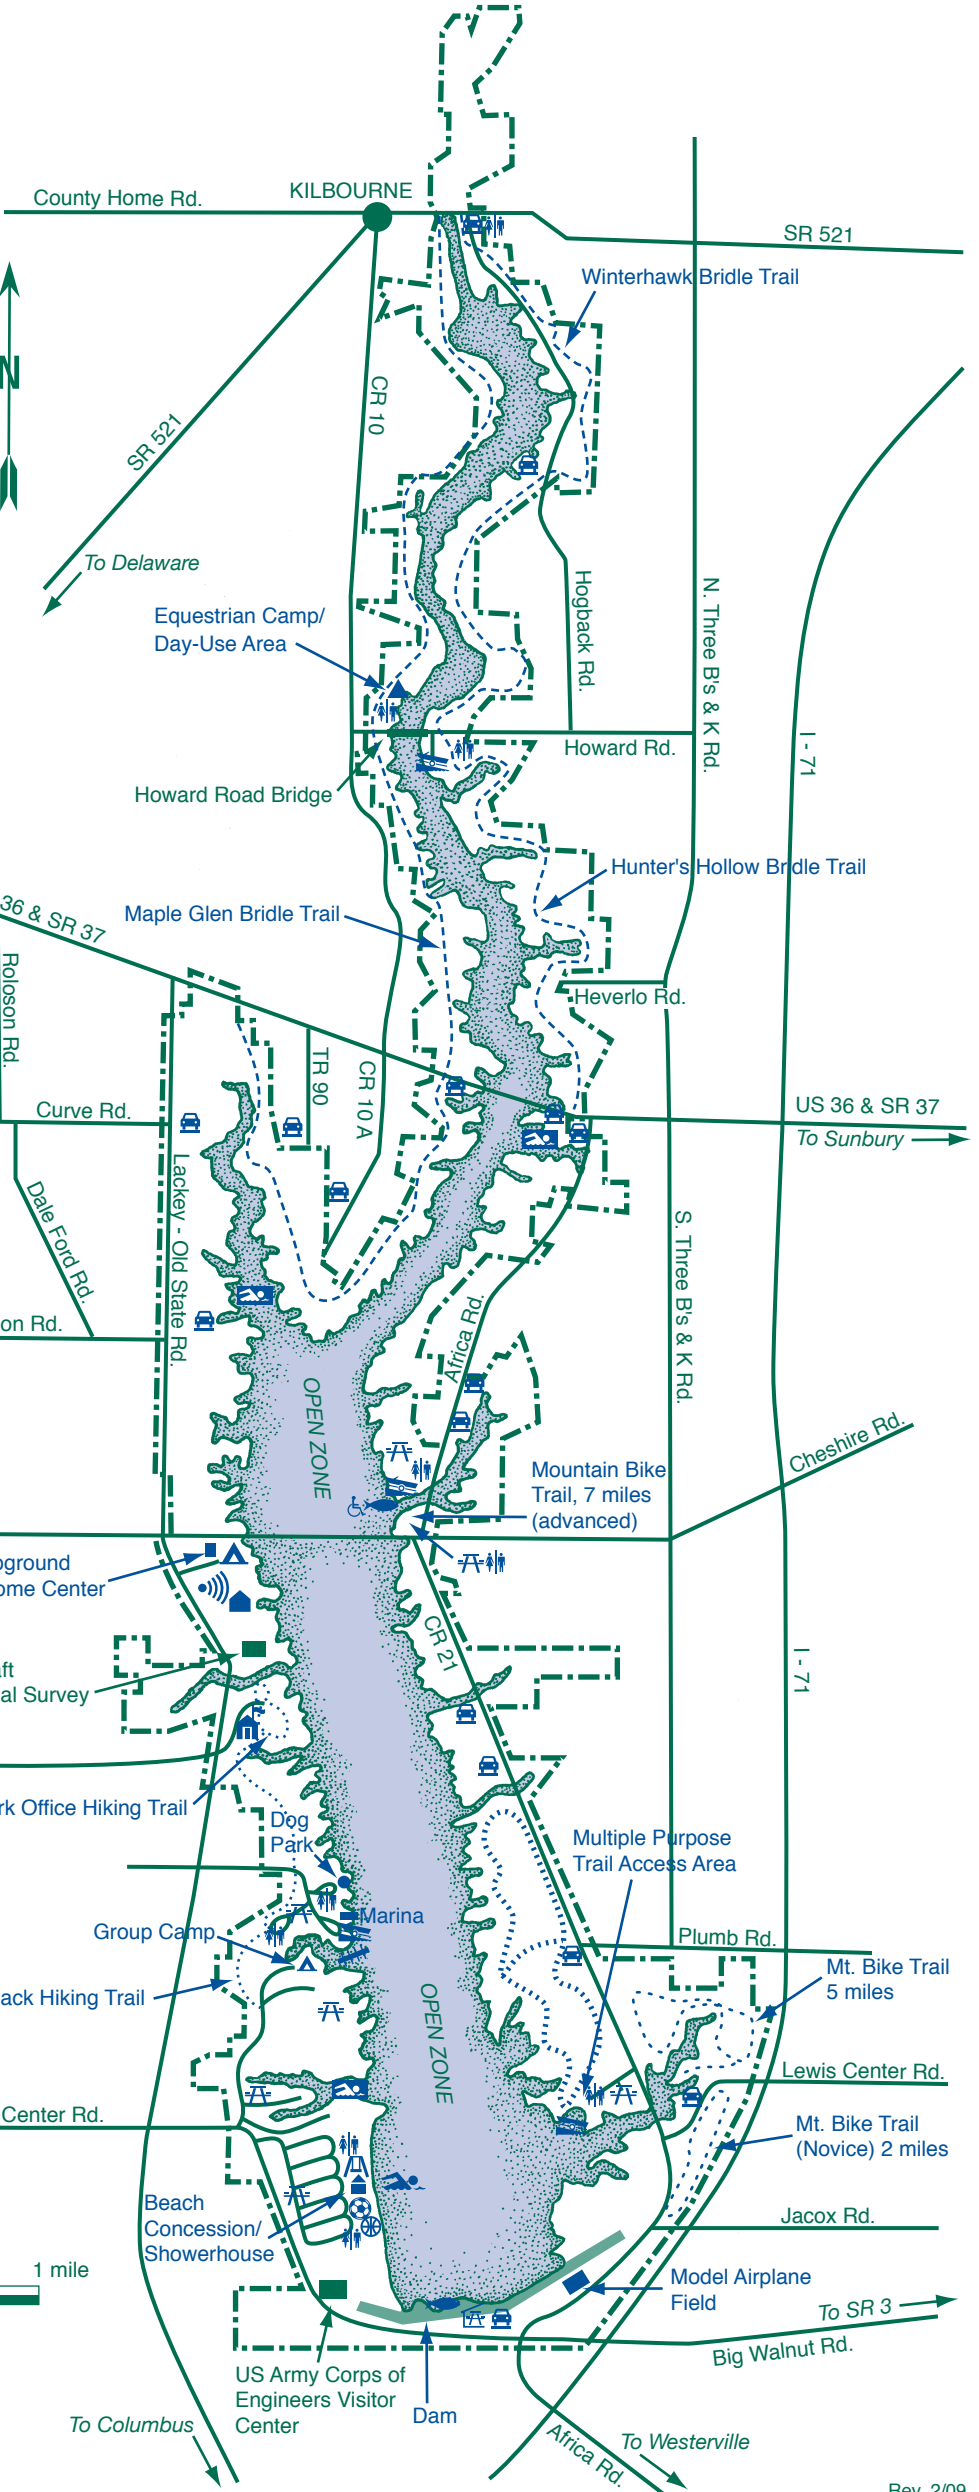 County Home Rd.
KILBOURNE
SR 521
Winterhawk Bridle Trail
N
CR 10
SR 521
To Delaware
Equestrian Camp/
Day-Use Area
Hogback Rd.
N. Three B's & K Rd.
I - 71
Howard Rd.
Howard Road Bridge
Hunter's Hollow Bridle Trail
36 & SR 37
Maple Glen Bridle Trail
Roloson Rd.
Heverlo Rd.
TR 90
CR 10 A
Curve Rd.
US 36 & SR 37
To Sunbury
Dale Ford Rd.
Lackey - Old State Rd.
S. Three B's & K Rd.
on Rd.
Africa Rd.
OPEN ZONE
Cheshire Rd.
Mountain Bike
Trail, 7 miles
(advanced)
pground
ome Center
CR 21
aft
al Survey
I - 71
rk Office Hiking Trail
Dog
Park
Multiple Purpose
Trail Access Area
Marina
Group Camp
Plumb Rd.
Mt. Bike Trail
5 miles
ack Hiking Trail
OPEN ZONE
Lewis Center Rd.
Center Rd.
Mt. Bike Trail
(Novice) 2 miles
Beach
Concession/
Showerhouse
Jacox Rd.
1 mile
Model Airplane
Field
To SR 3
Big Walnut Rd.
US Army Corps of
Engineers Visitor
Center
Dam
To Columbus
Africa Rd.
To Westerville
Rev. 2/09